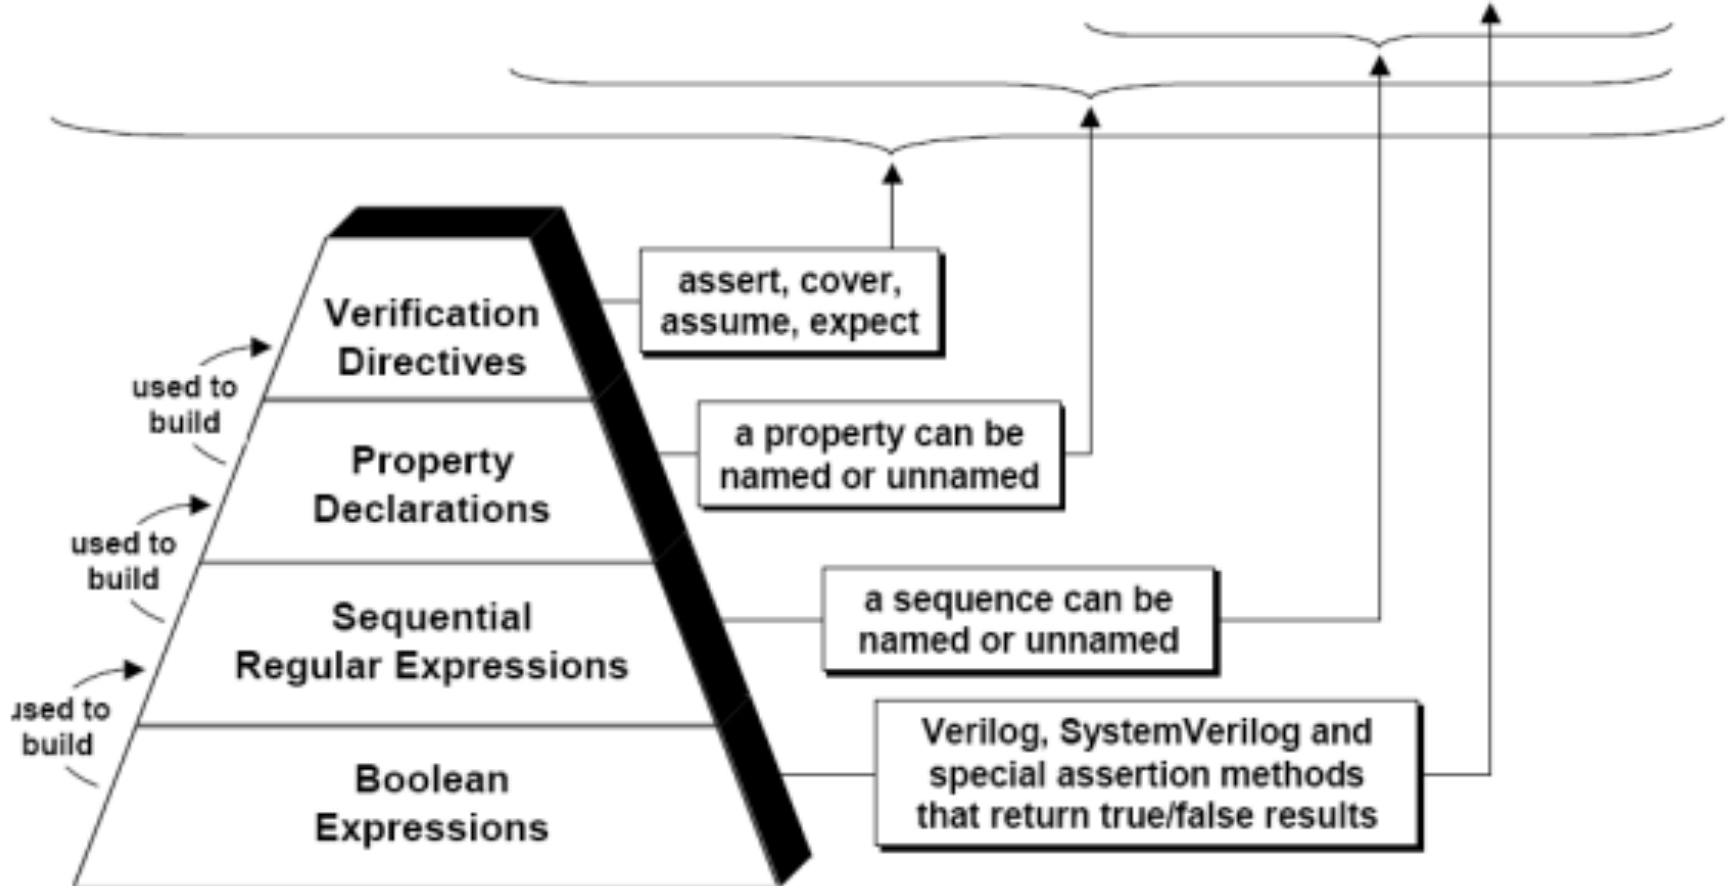 assert, cover,
assume, expect
Verification
Directives
used to
build
a property can be
named or unnamed
Property
Declarations
used to
build
a sequence can be
named or unnamed
Sequential
Regular Expressions
used to
build
Verilog, SystemVerilog and
special assertion methods
that return true/false results
Boolean
Expressions